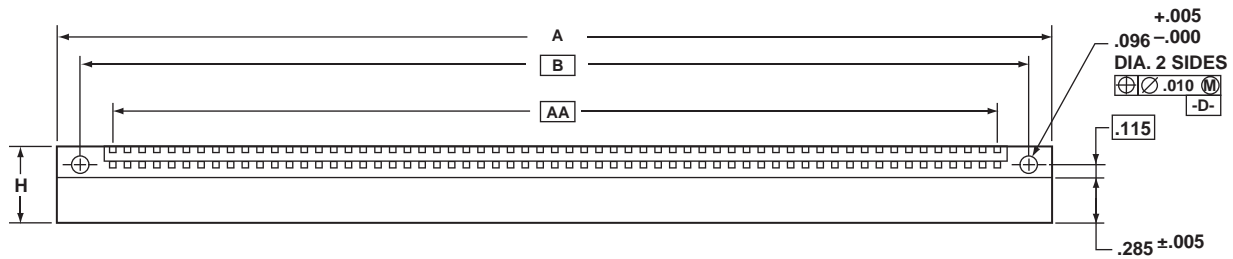 A
+.005
.096 –.000
B
DIA. 2 SIDES
⌖ ⌀ .010 Ⓜ
-D-
AA
.115
H
.285 ±.005